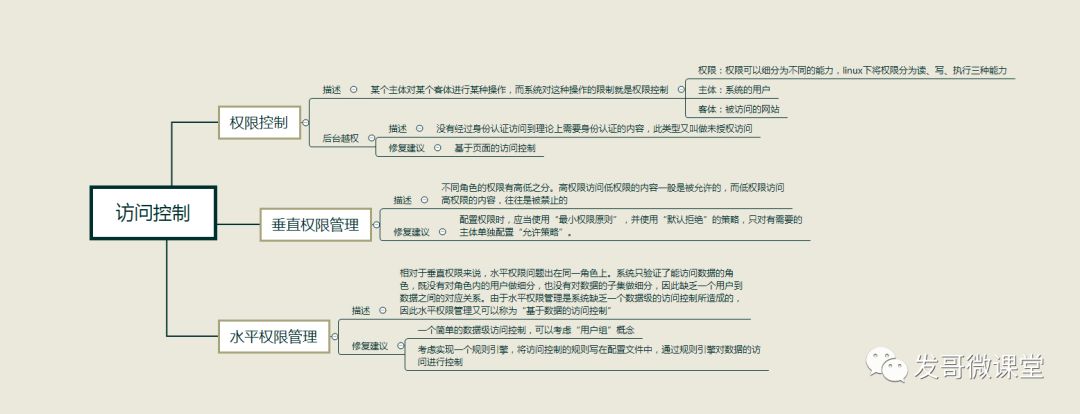 访问控制
权限控制
描述
某个主体对某个客体进行某种操作，而系统对这种操作的限制就是权限控制
权限：权限可以细分为不同的能力，linux下将权限分为读、写、执行三种能力
主体：系统的用户
客体：被访问的网站
后台越权
描述
没有经过身份认证访问到理论上需要身份认证的内容，此类型又叫做未授权访问
修复建议
基于页面的访问控制
垂直权限管理
描述
不同角色的权限有高低之分。高权限访问低权限的内容一般是被允许的，而低权限访问
高权限的内容，往往是被禁止的
修复建议
配置权限时，应当使用“最小权限原则”，并使用“默认拒绝”的策略，只对有需要的
主体单独配置“允许策略”。
水平权限管理
描述
相对于垂直权限来说，水平权限问题出在同一角色上。系统只验证了能访问数据的角
色，既没有对角色内的用户做细分，也没有对数据的子集做细分，因此缺乏一个用户到
数据之间的对应关系。由于水平权限管理是系统缺乏一个数据级的访问控制所造成的，
因此水平权限管理又可以称为“基于数据的访问控制”
修复建议
一个简单的数据级访问控制，可以考虑“用户组”概念
考虑实现一个规则引擎，将访问控制的规则写在配置文件中，通过规则引擎对数据的访
问进行控制
发哥微课堂